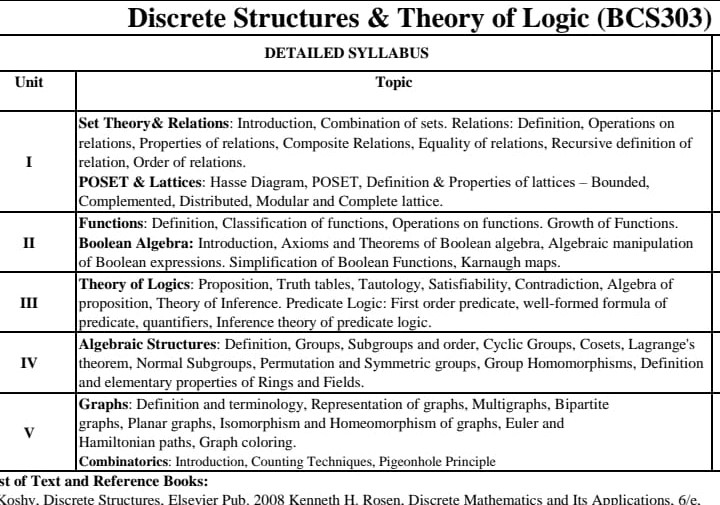 Discrete Structures & Theory of Logic (BCS303)
DETAILED SYLLABUS
Unit Topic
Set Theory& Relations: Introduction, Combination of sets. Relations: Definition, Operations on
relations, Properties of relations, Composite Relations, Equality of relations, Recursive definition of
I
relation, Order of relations.
POSET & Lattices: Hasse Diagram, POSET, Definition & Properties of lattices – Bounded,
Complemented, Distributed, Modular and Complete lattice.
Functions: Definition, Classification of functions, Operations on functions. Growth of Functions.
II
Boolean Algebra: Introduction, Axioms and Theorems of Boolean algebra, Algebraic manipulation
of Boolean expressions. Simplification of Boolean Functions, Karnaugh maps.
Theory of Logics: Proposition, Truth tables, Tautology, Satisfiability, Contradiction, Algebra of
III
proposition, Theory of Inference. Predicate Logic: First order predicate, well-formed formula of
predicate, quantifiers, Inference theory of predicate logic.
Algebraic Structures: Definition, Groups, Subgroups and order, Cyclic Groups, Cosets, Lagrange's
IV
theorem, Normal Subgroups, Permutation and Symmetric groups, Group Homomorphisms, Definition
and elementary properties of Rings and Fields.
Graphs: Definition and terminology, Representation of graphs, Multigraphs, Bipartite
graphs, Planar graphs, Isomorphism and Homeomorphism of graphs, Euler and
V
Hamiltonian paths, Graph coloring.
Combinatorics: Introduction, Counting Techniques, Pigeonhole Principle
st of Text and Reference Books:
Koshy, Discrete Structures, Elsevier Pub. 2008 Kenneth H. Rosen, Discrete Mathematics and Its Applications, 6/e,